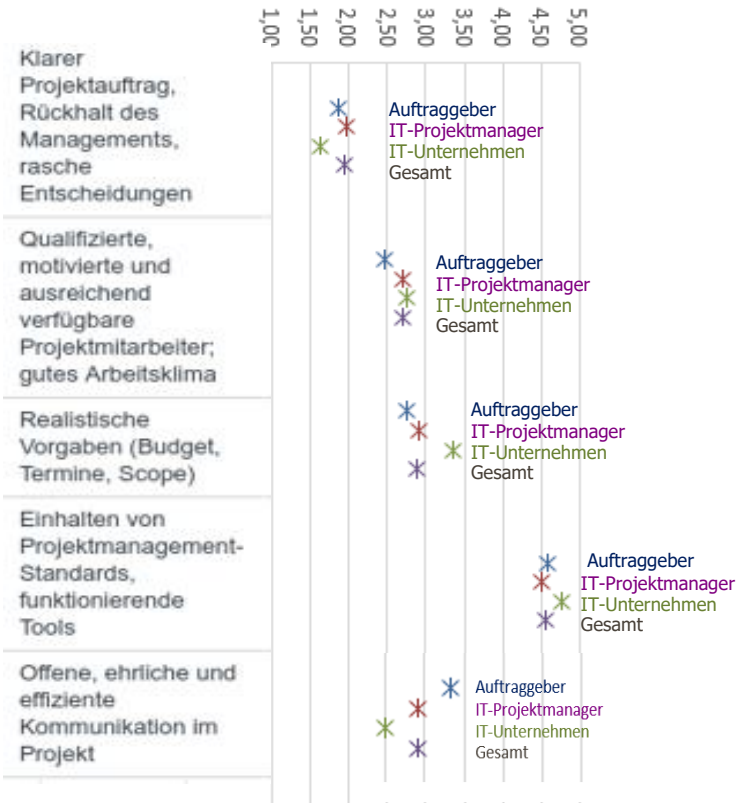 1,00
1,50
2,00
2,50
3,00
3,50
4,00
4,50
5,00
Klarer
Projektauftrag,
Rückhalt des
Managements,
rasche
Entscheidungen
Auftraggeber
IT-Projektmanager
IT-Unternehmen
Gesamt
Qualifizierte,
motivierte und
ausreichend
verfügbare
Projektmitarbeiter;
gutes Arbeitsklima
Auftraggeber
IT-Projektmanager
IT-Unternehmen
Gesamt
Realistische
Vorgaben (Budget,
Termine, Scope)
Auftraggeber
IT-Projektmanager
IT-Unternehmen
Gesamt
Einhalten von
Projektmanagement-
Standards,
funktionierende
Tools
Auftraggeber
IT-Projektmanager
IT-Unternehmen
Gesamt
Offene, ehrliche und
effiziente
Kommunikation im
Projekt
Auftraggeber
IT-Projektmanager
IT-Unternehmen
Gesamt